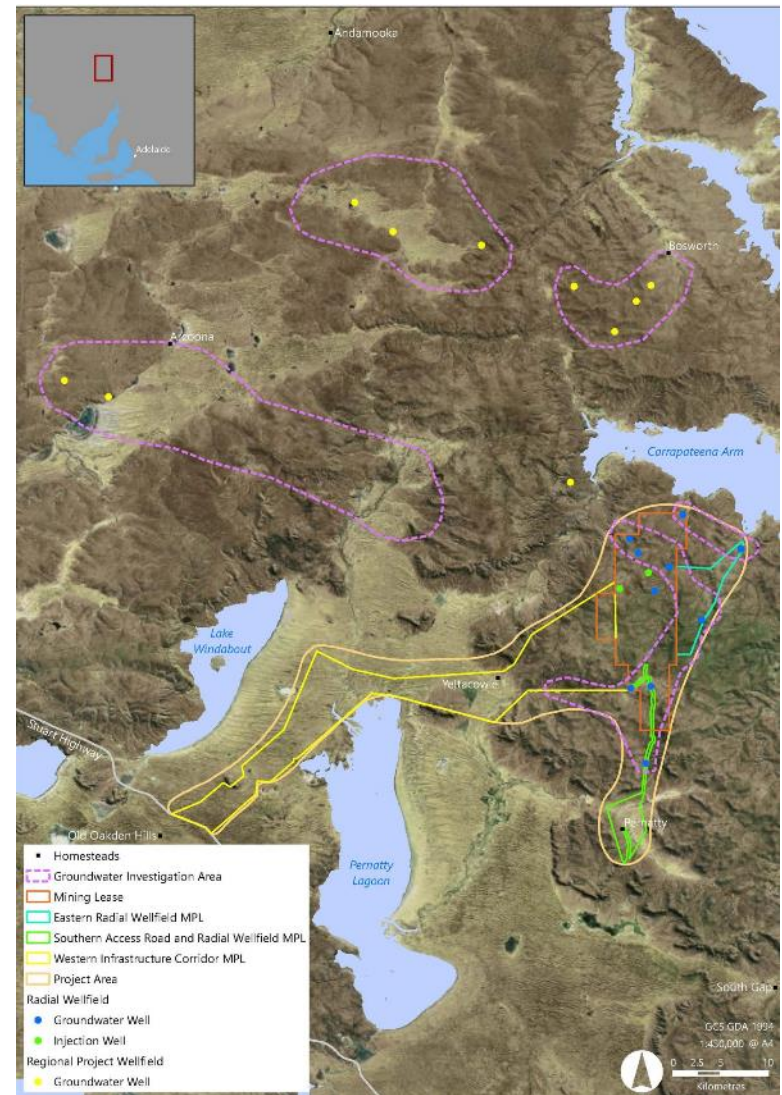 Andamooka
Adelaide
Bosworth
Arcoona
Carrapateena Arm
Lake
Windabout
Yeltacowie
Stuart Highway
Old Oakden Hills
Pernatty
Pernatty
Lagoon
South Gap
Homesteads
Groundwater Investigation Area
Mining Lease
Eastern Radial Wellfield MPL
Southern Access Road and Radial Wellfield MPL
Western Infrastructure Corridor MPL
Project Area
Radial Wellfield
Groundwater Well
Injection Well
Regional Project Wellfield
Groundwater Well
GCS GDA 1994
1:430,000 @ A4
0 2.5 5 10
Kilometres